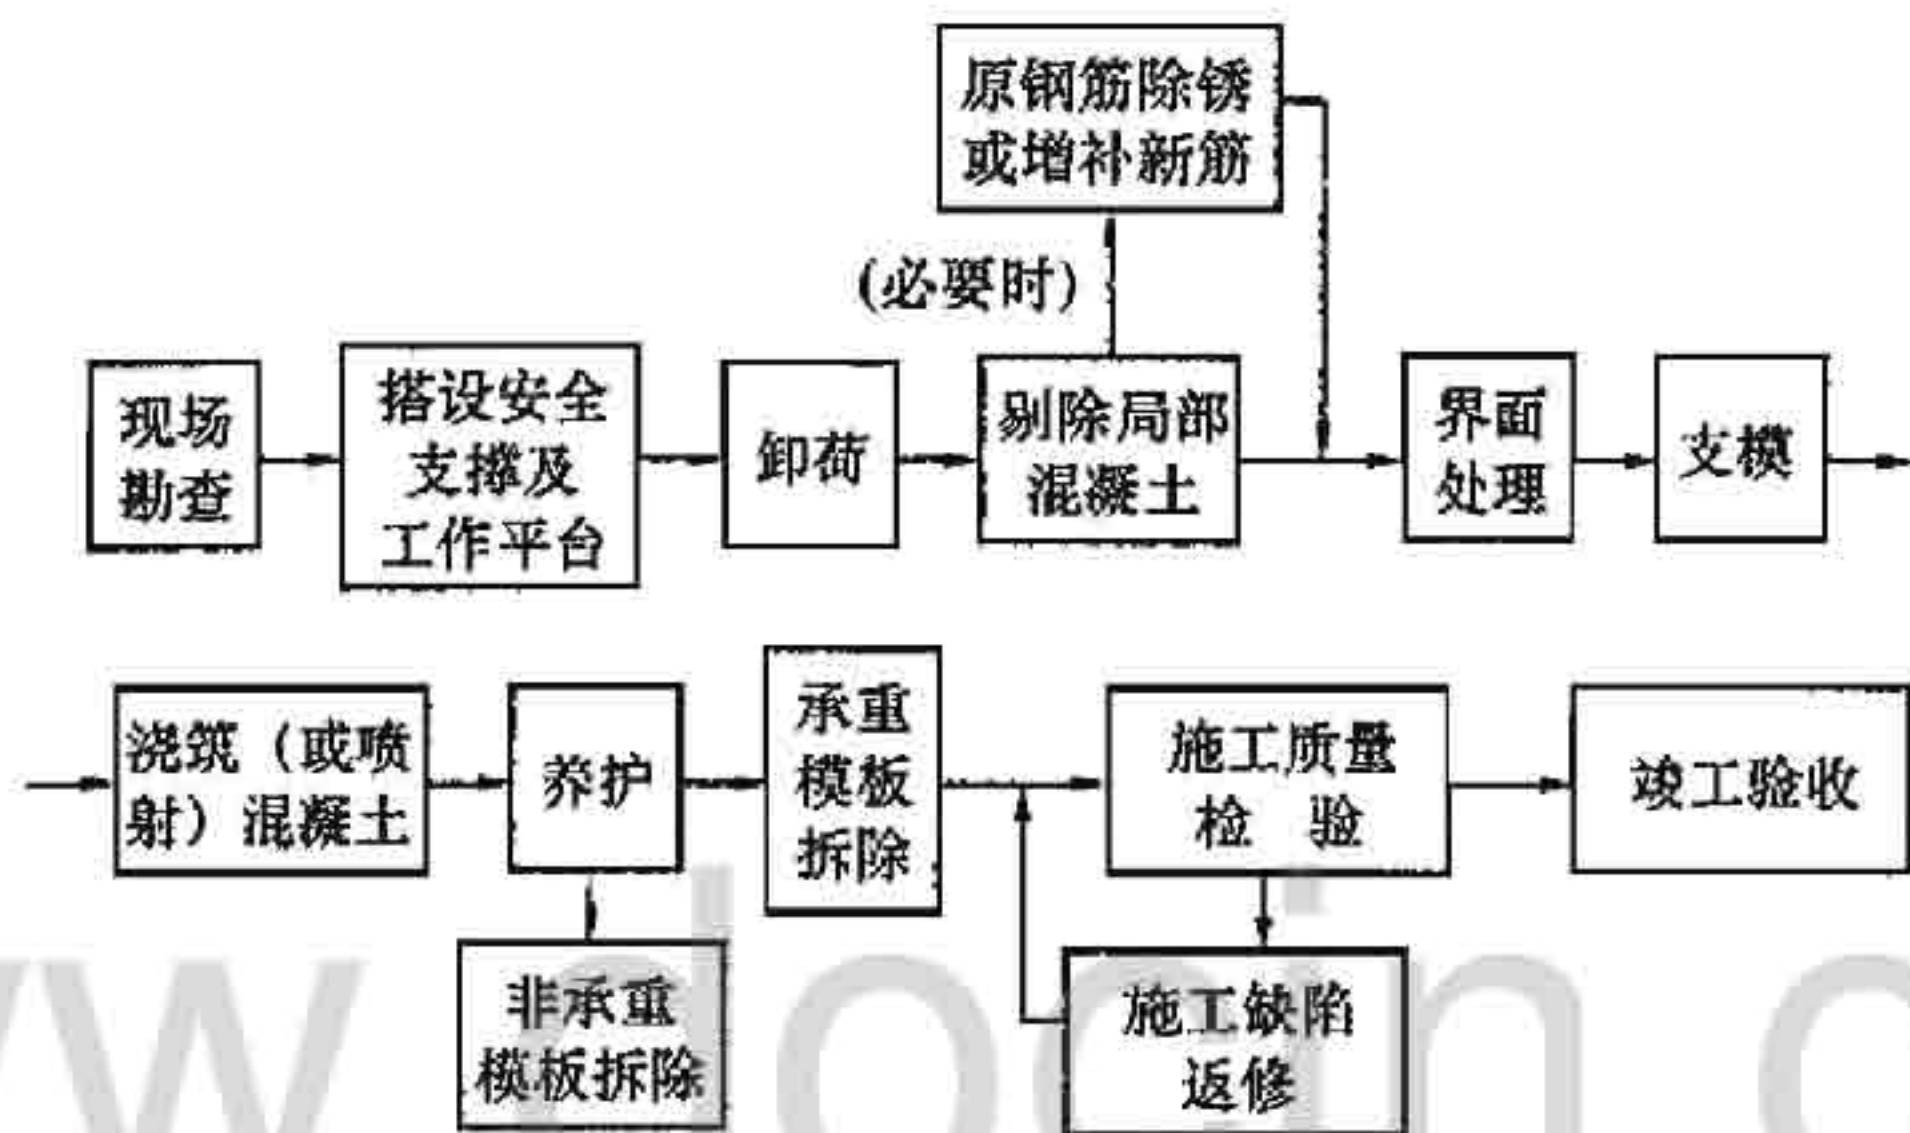 原钢筋除锈
或增补新筋
(必要时)
现场
勘查
搭设安全
支撑及
工作平台
卸荷
剔除局部
混凝土
界面
处理
支模
浇筑（或喷
射）混凝土
养护
承重
模板
拆除
施工质量
检 验
竣工验收
非承重
模板拆除
施工缺陷
返修